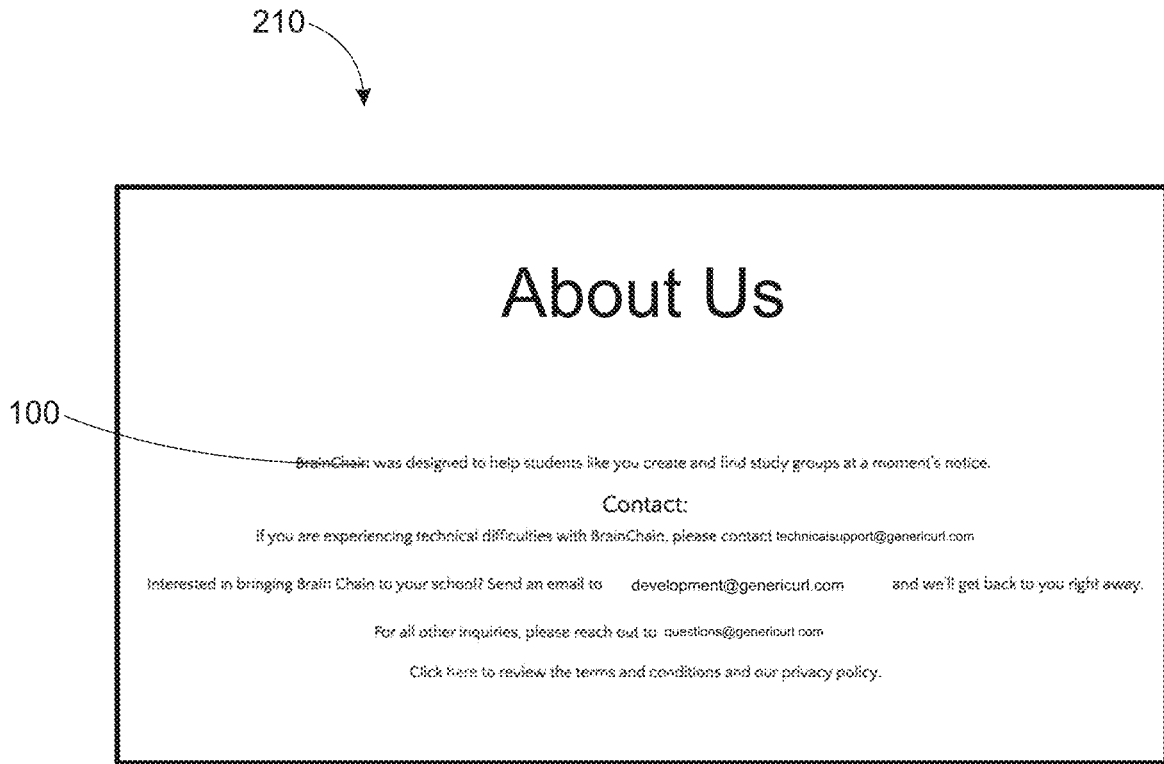 210
About Us
100
BrainChain was designed to help students like you create and find study groups at a moment's notice.
Contact:
If you are experiencing technical difficulties with BrainChain, please contact technicalsupport@genericurl.com
Interested in bringing Brain Chain to your school? Send an email to development@genericurl.com and we'll get back to you right away.
For all other inquiries, please reach out to questions@genericurl.com
Click here to review the terms and conditions and our privacy policy.